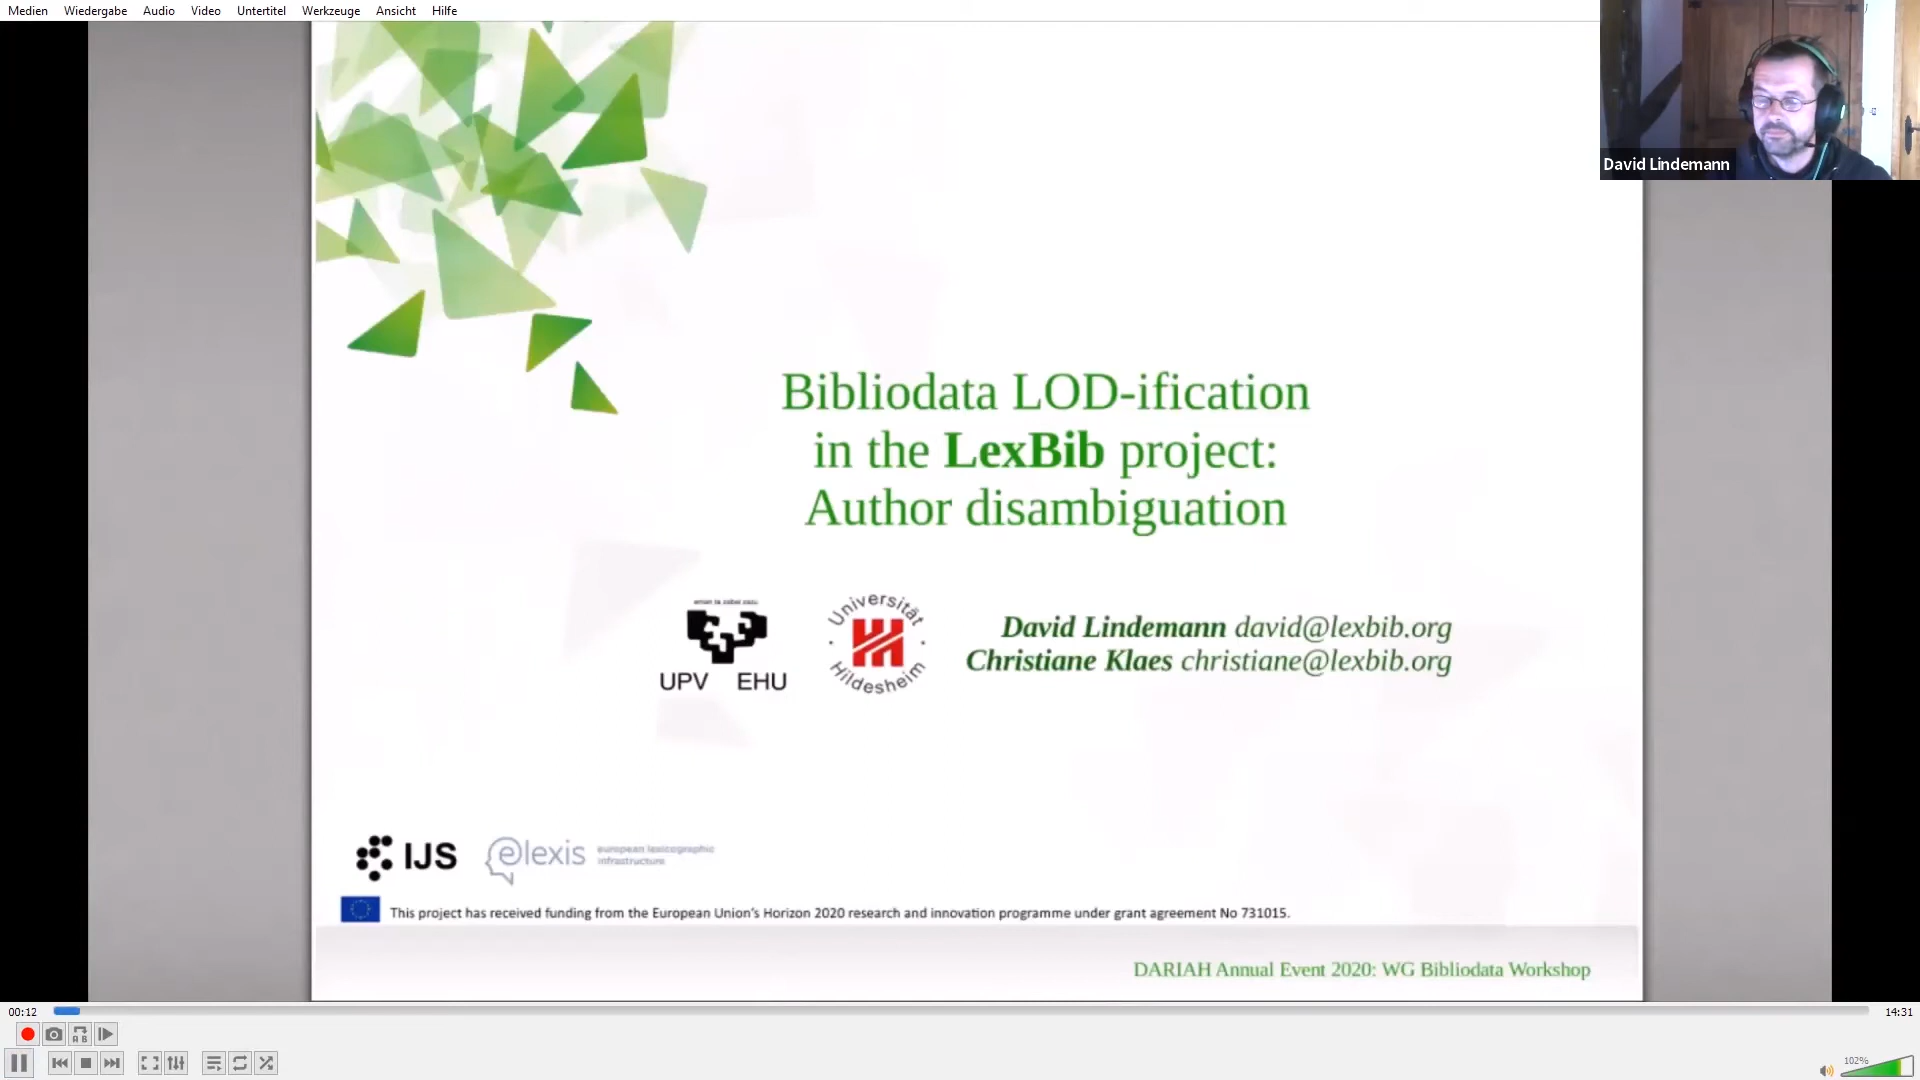 Medien Wiedergabe Audio Video Untertitel Werkzeuge Ansicht Hilfe
David Lindemann
Bibliodata LOD-ification
in the LexBib project:
Author disambiguation
UPV EHU
Universität
Hildesheim
David Lindemann david@lexbib.org
Christiane Klaes christiane@lexbib.org
IJS
elexis
european lexicographic
infrastructure
This project has received funding from the European Union's Horizon 2020 research and innovation programme under grant agreement No 731015.
DARIAH Annual Event 2020: WG Bibliodata Workshop
00:12
14:31
102%